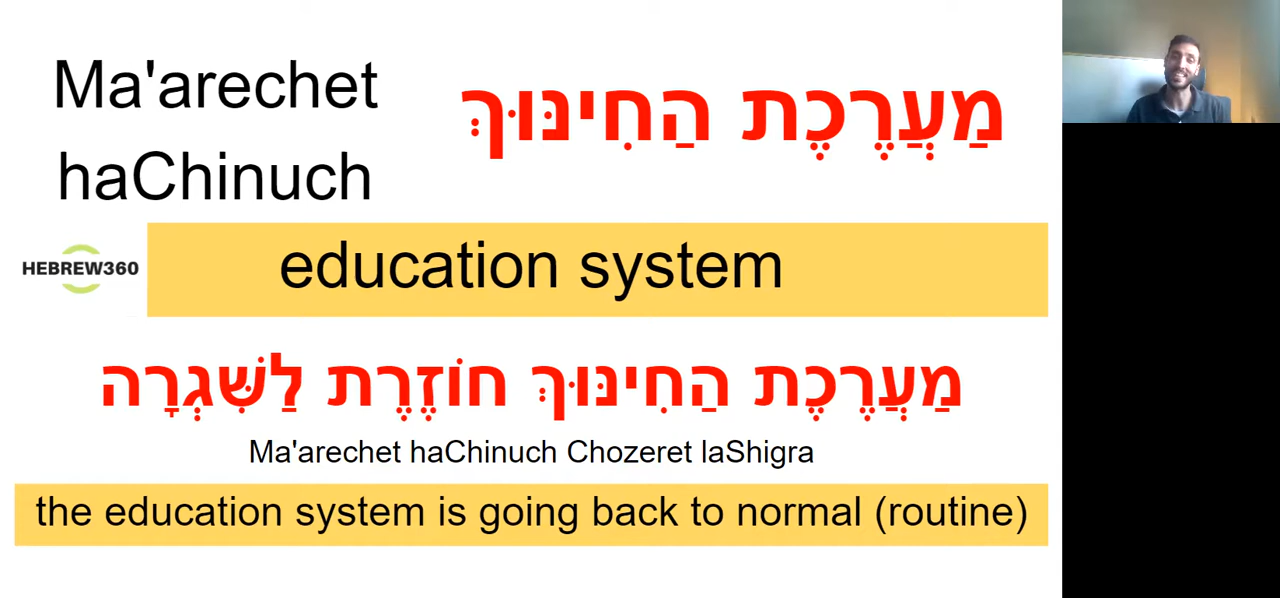 Ma'arechet
haChinuch
מַעֲרֶכֶת הַחִינּוּךְ
HEBREW360
education system
מַעֲרֶכֶת הַחִינּוּךְ חוֹזֶרֶת לַשִּׁגְרָה
Ma'arechet haChinuch Chozeret laShigra
the education system is going back to normal (routine)